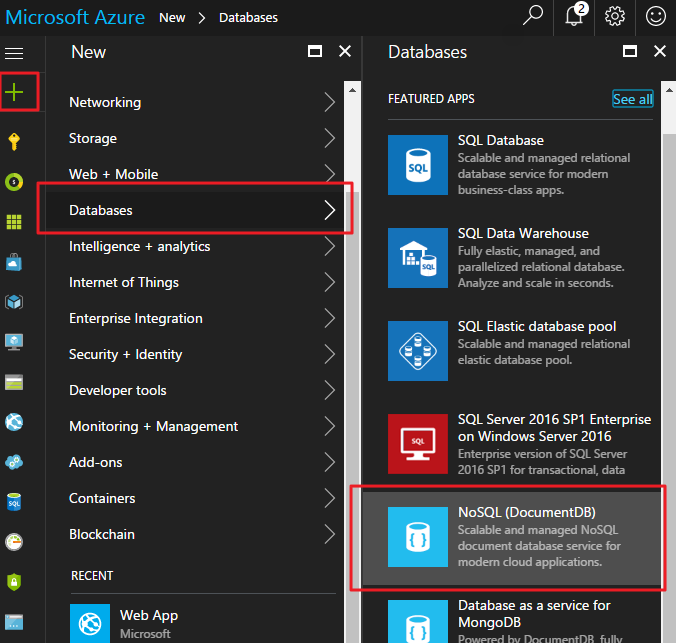 Microsoft Azure New > Databases
2
New
Databases
Networking
Storage
Web + Mobile
Databases
Intelligence + analytics
Internet of Things
Enterprise Integration
Security + Identity
Developer tools
Monitoring + Management
Add-ons
Containers
Blockchain
RECENT
Web App
Microsoft
FEATURED APPS
See all
SQL
SQL Database
Scalable and managed relational
database service for modern
business-class apps.
SQL
SQL Data Warehouse
Fully elastic, managed, and
parallelized relational database.
Analyze and scale in seconds.
SQL Elastic database pool
Scalable and managed relational
elastic database pool.
SQL
SQL Server 2016 SP1 Enterprise
on Windows Server 2016
Enterprise version of SQL Server
2016 SP1 for transactional, data
{ }
NoSQL (DocumentDB)
Scalable and managed NoSQL
document database service for
modern cloud applications.
{ }
Database as a service for
MongoDB
Powered by DocumentDB, fully
SQL